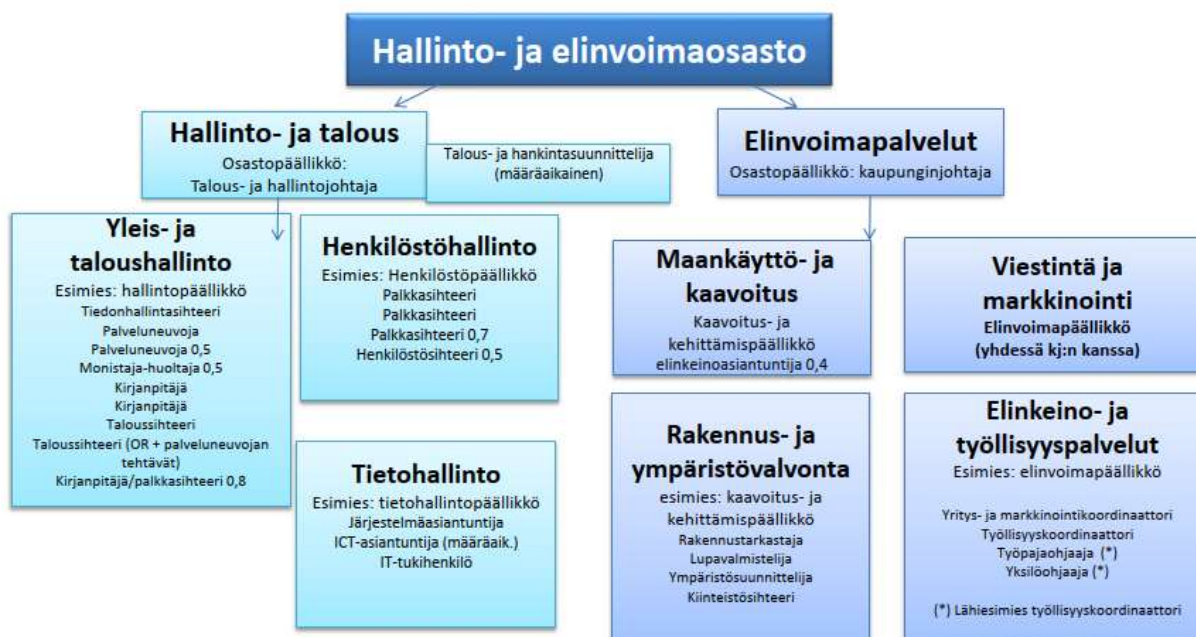 Hallinto- ja elinvoimaosasto
Hallinto- ja talous
Osastopäällikkö:
Talous- ja hallintojohtaja
Talous- ja hankintasuunnittelija
(määräaikainen)
Elinvoimapalvelut
Osastopäällikkö: kaupunginjohtaja
Yleis- ja
taloushallinto
Esimies: hallintopäällikkö
Tiedonhallintasihteeri
Palveluneuvoja
Palveluneuvoja 0,5
Monistaja-huoltaja 0,5
Kirjanpitäjä
Kirjanpitäjä
Taloussihteeri
Taloussihteeri (OR + palveluneuvojan
tehtävät)
Kirjanpitäjä/palkkasihteeri 0,8
Henkilöstöhallinto
Esimies: Henkilöstöpäällikkö
Palkkasihteeri
Palkkasihteeri
Palkkasihteeri 0,7
Henkilöstösihteeri 0,5
Tietohallinto
Esimies: tietohallintopäällikkö
Järjestelmäasiantuntija
ICT-asiantuntija (määräaik.)
IT-tukihenkilö
Maankäyttö- ja
kaavoitus
Kaavoitus- ja
kehittämispäällikkö
elinkeinoasiantuntija 0,4
Viestintä ja
markkinointi
Elinvoimapäällikkö
(yhdessä kj:n kanssa)
Rakennus- ja
ympäristövalvonta
esimies: kaavoitus- ja
kehittämispäällikkö
Rakennustarkastaja
Lupavalmistelija
Ympäristösuunnittelija
Kiinteistösihteeri
Elinkeino- ja
työllisyyspalvelut
Esimies: elinvoimapäällikkö
Yritys- ja markkinointikoordinaattori
Työllisyyskoordinaattori
Työpajaohjaaja (*)
Yksilöohjaaja (*)
(*) Lähiesimies työllisyyskoordinaattori